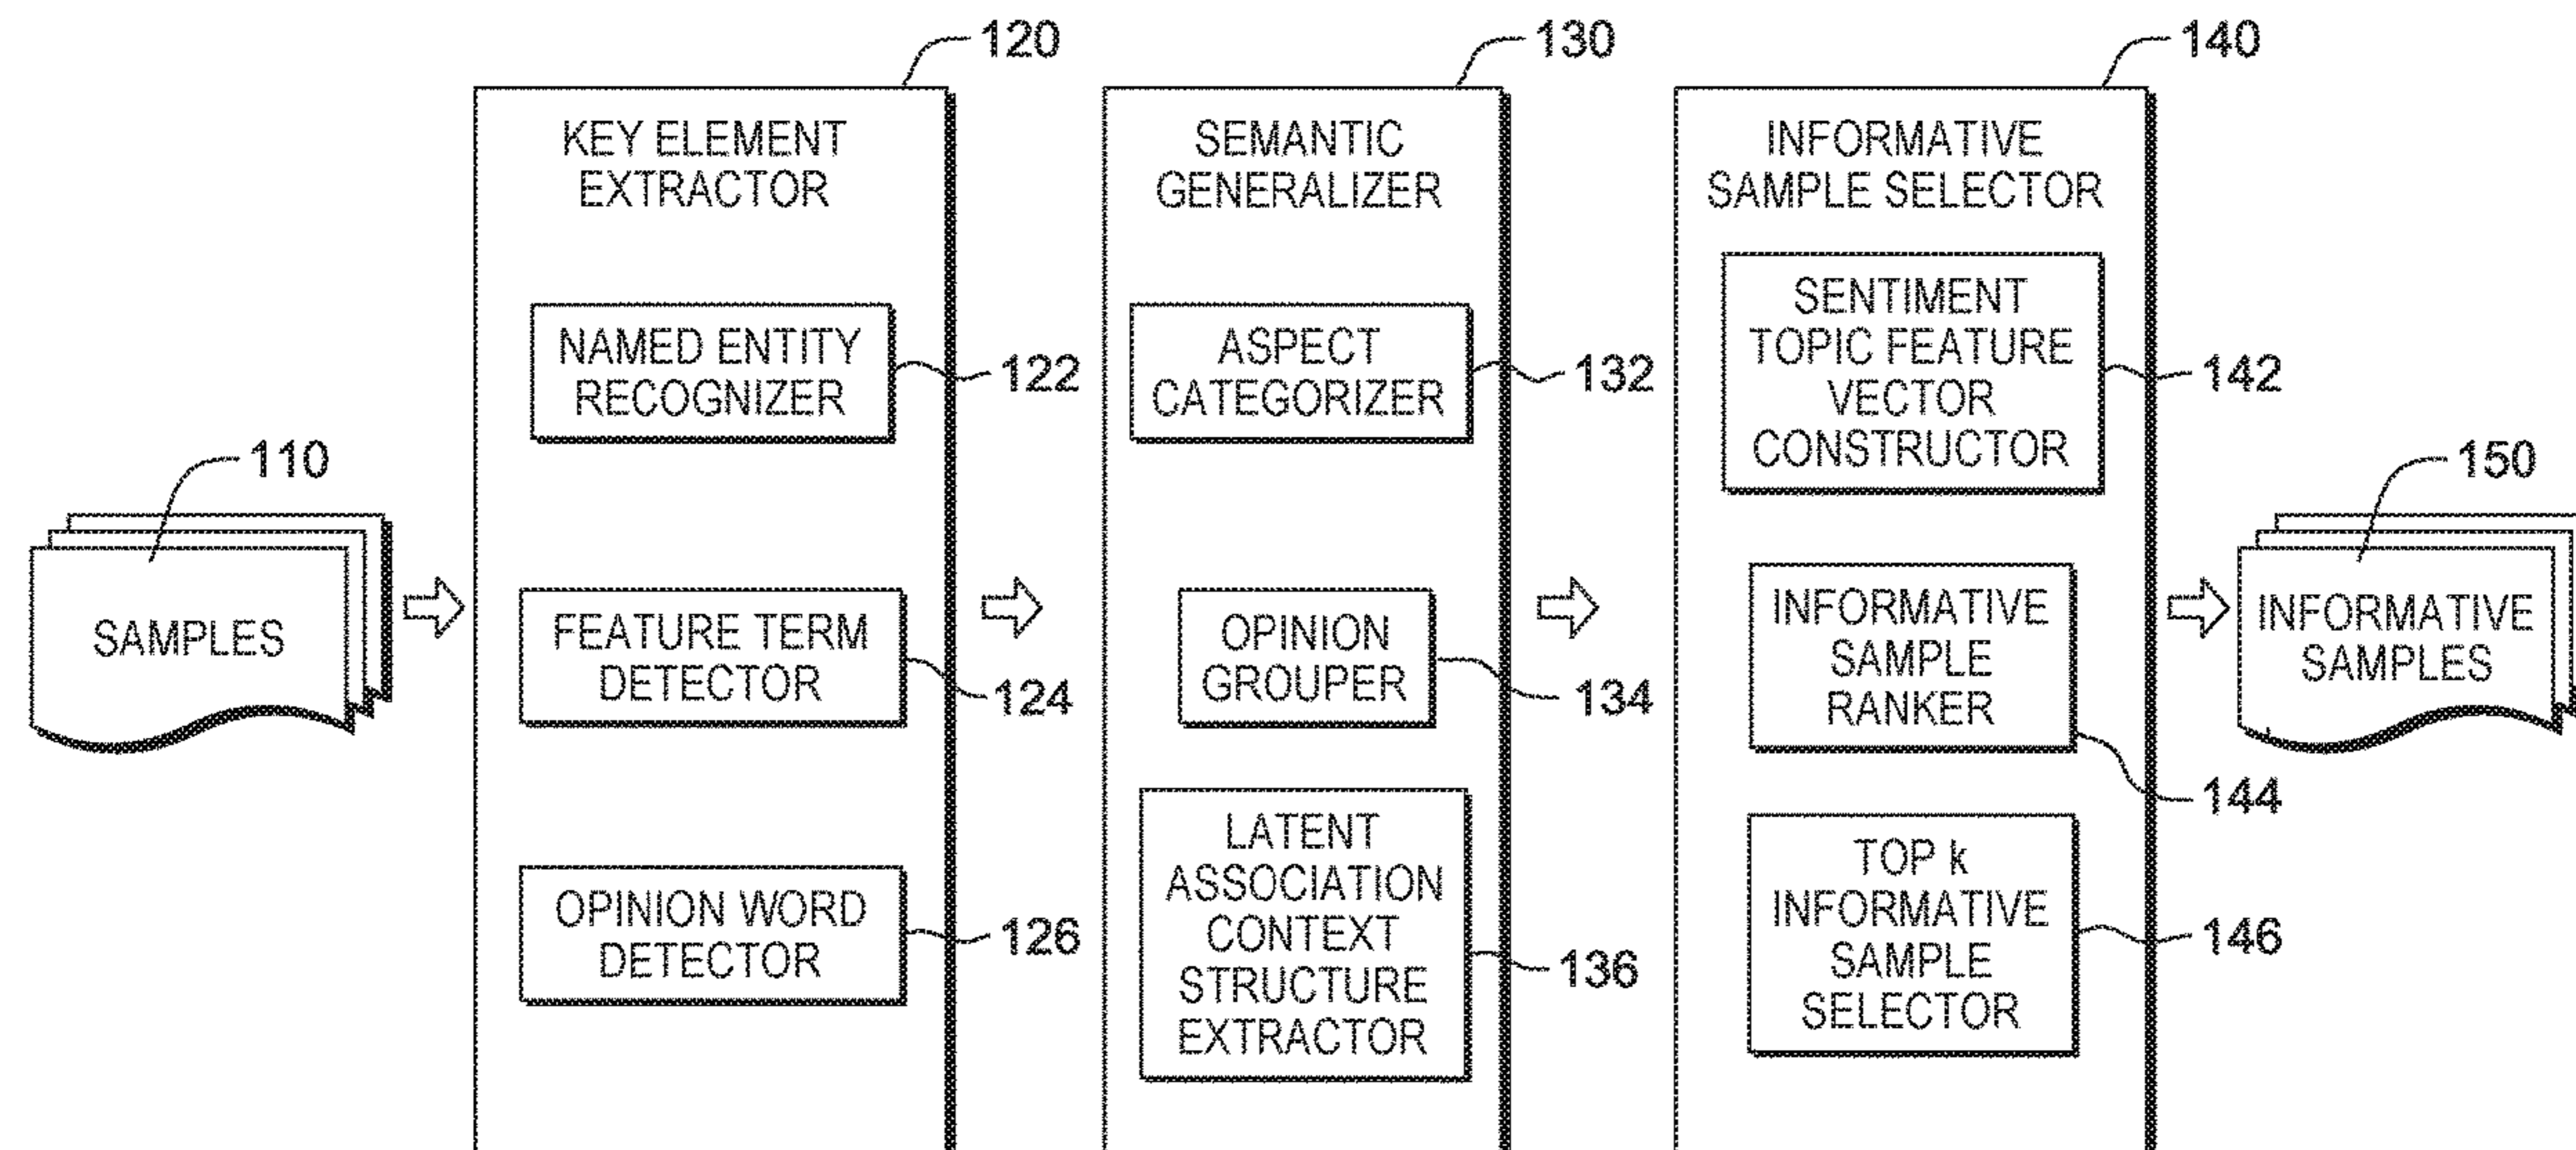 120
130
140
KEY ELEMENT
EXTRACTOR
NAMED ENTITY
RECOGNIZER
122
FEATURE TERM
DETECTOR
124
OPINION WORD
DETECTOR
126
SEMANTIC
GENERALIZER
ASPECT
CATEGORIZER
132
OPINION
GROUPER
134
LATENT
ASSOCIATION
CONTEXT
STRUCTURE
EXTRACTOR
136
INFORMATIVE
SAMPLE SELECTOR
SENTIMENT
TOPIC FEATURE
VECTOR
CONSTRUCTOR
142
INFORMATIVE
SAMPLE
RANKER
144
TOP k
INFORMATIVE
SAMPLE
SELECTOR
146
110
SAMPLES
150
INFORMATIVE
SAMPLES